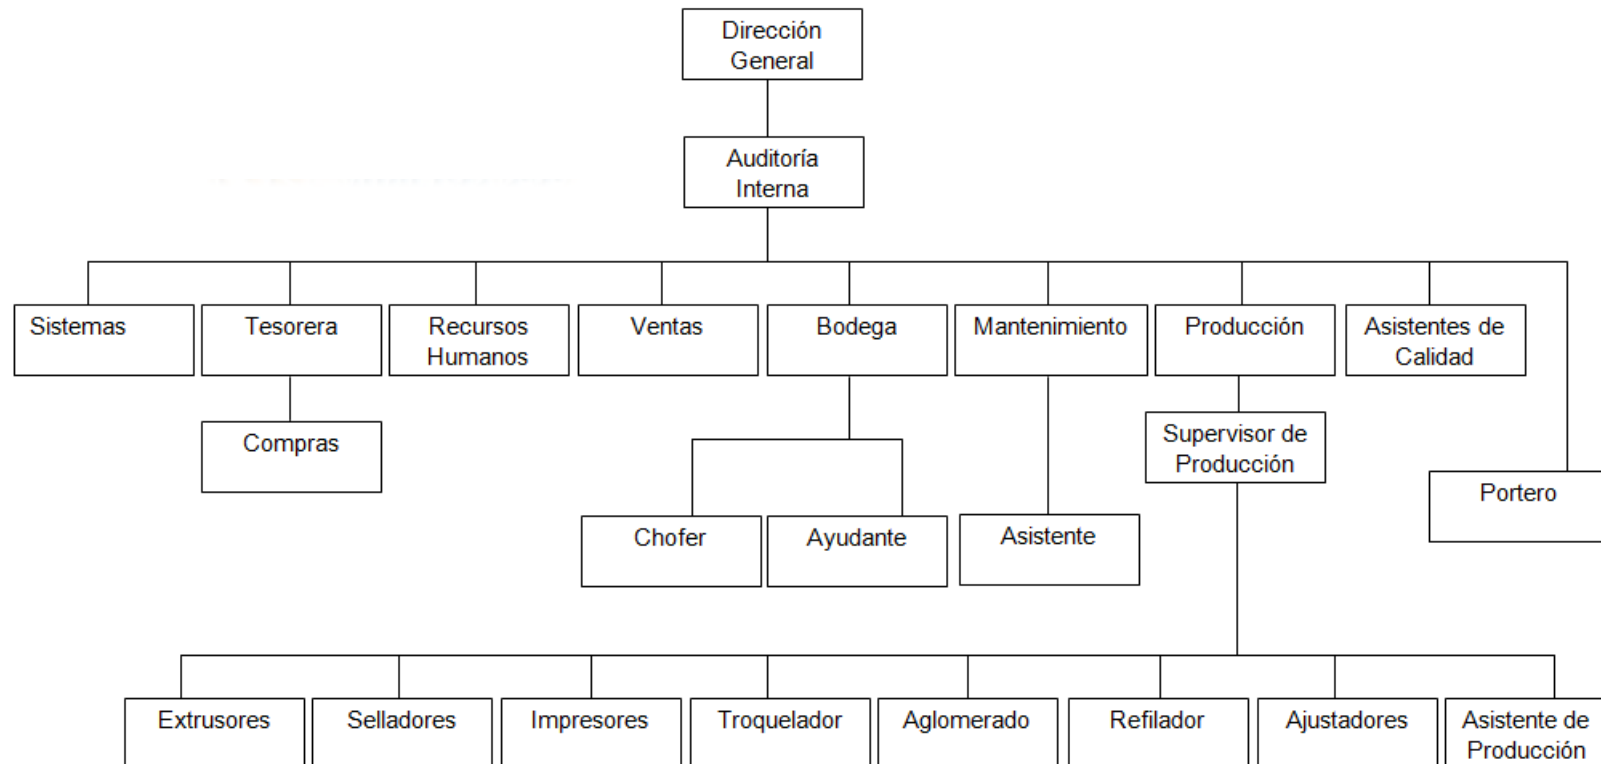 Dirección
General
Auditoría
Interna
Sistemas
Tesorera
Recursos
Humanos
Ventas
Bodega
Mantenimiento
Producción
Asistentes de
Calidad
Compras
Supervisor de
Producción
Portero
Chofer
Ayudante
Asistente
Extrusores
Selladores
Impresores
Troquelador
Aglomerado
Refilador
Ajustadores
Asistente de
Producción